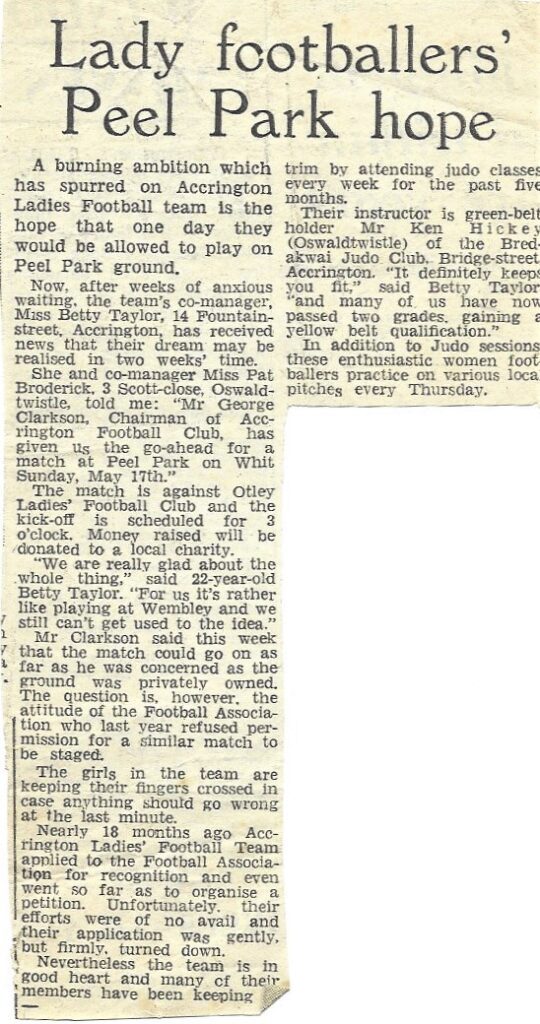 Lady footballers'
Peel Park hope
A burning ambition which
has spurred on Accrington
Ladies Football team is the
hope that one day they
would be allowed to play on
Peel Park ground.
Now, after weeks of anxious
waiting, the team's co-manager,
Miss Betty Taylor, 14 Fountain-
street, Accrington, has received
news that their dream may be
realised in two weeks' time.
She and co-manager Miss Pat
Broderick, 3 Scott-close, Oswald-
twistle, told me: "Mr George
Clarkson, Chairman of Acc-
rington Football Club, has
given us the go-ahead for a
match at Peel Park on Whit
Sunday, May 17th."
The match is against Otley
Ladies' Football Club and the
kick-off is scheduled for 3
o'clock. Money raised will be
donated to a local charity.
"We are really glad about the
whole thing," said 22-year-old
Betty Taylor. "For us it's rather
like playing at Wembley and we
still can't get used to the idea."
Mr Clarkson said this week
that the match could go on as
far as he was concerned as the
ground was privately owned.
The question is, however, the
attitude of the Football Associa-
tion who last year refused per-
mission for a similar match to
be staged.
The girls in the team are
keeping their fingers crossed in
case anything should go wrong
at the last minute.
Nearly 18 months ago Acc-
rington Ladies' Football Team
applied to the Football Associa-
tion for recognition and even
went so far as to organise a
petition. Unfortunately, their
efforts were of no avail and
their application was gently,
but firmly, turned down.
Nevertheless the team is in
good heart and many of their
members have been keeping
trim by attending judo classes
every week for the past five
months.
Their instructor is green-belt
holder Mr Ken Hickey
(Oswaldtwistle) of the Bred-
akwai Judo Club, Bridge-street,
Accrington. "It definitely keeps
you fit," said Betty Taylor
"and many of us have now
passed two grades, gaining a
yellow belt qualification."
In addition to Judo sessions
these enthusiastic women foot-
ballers practice on various loca
pitches every Thursday.